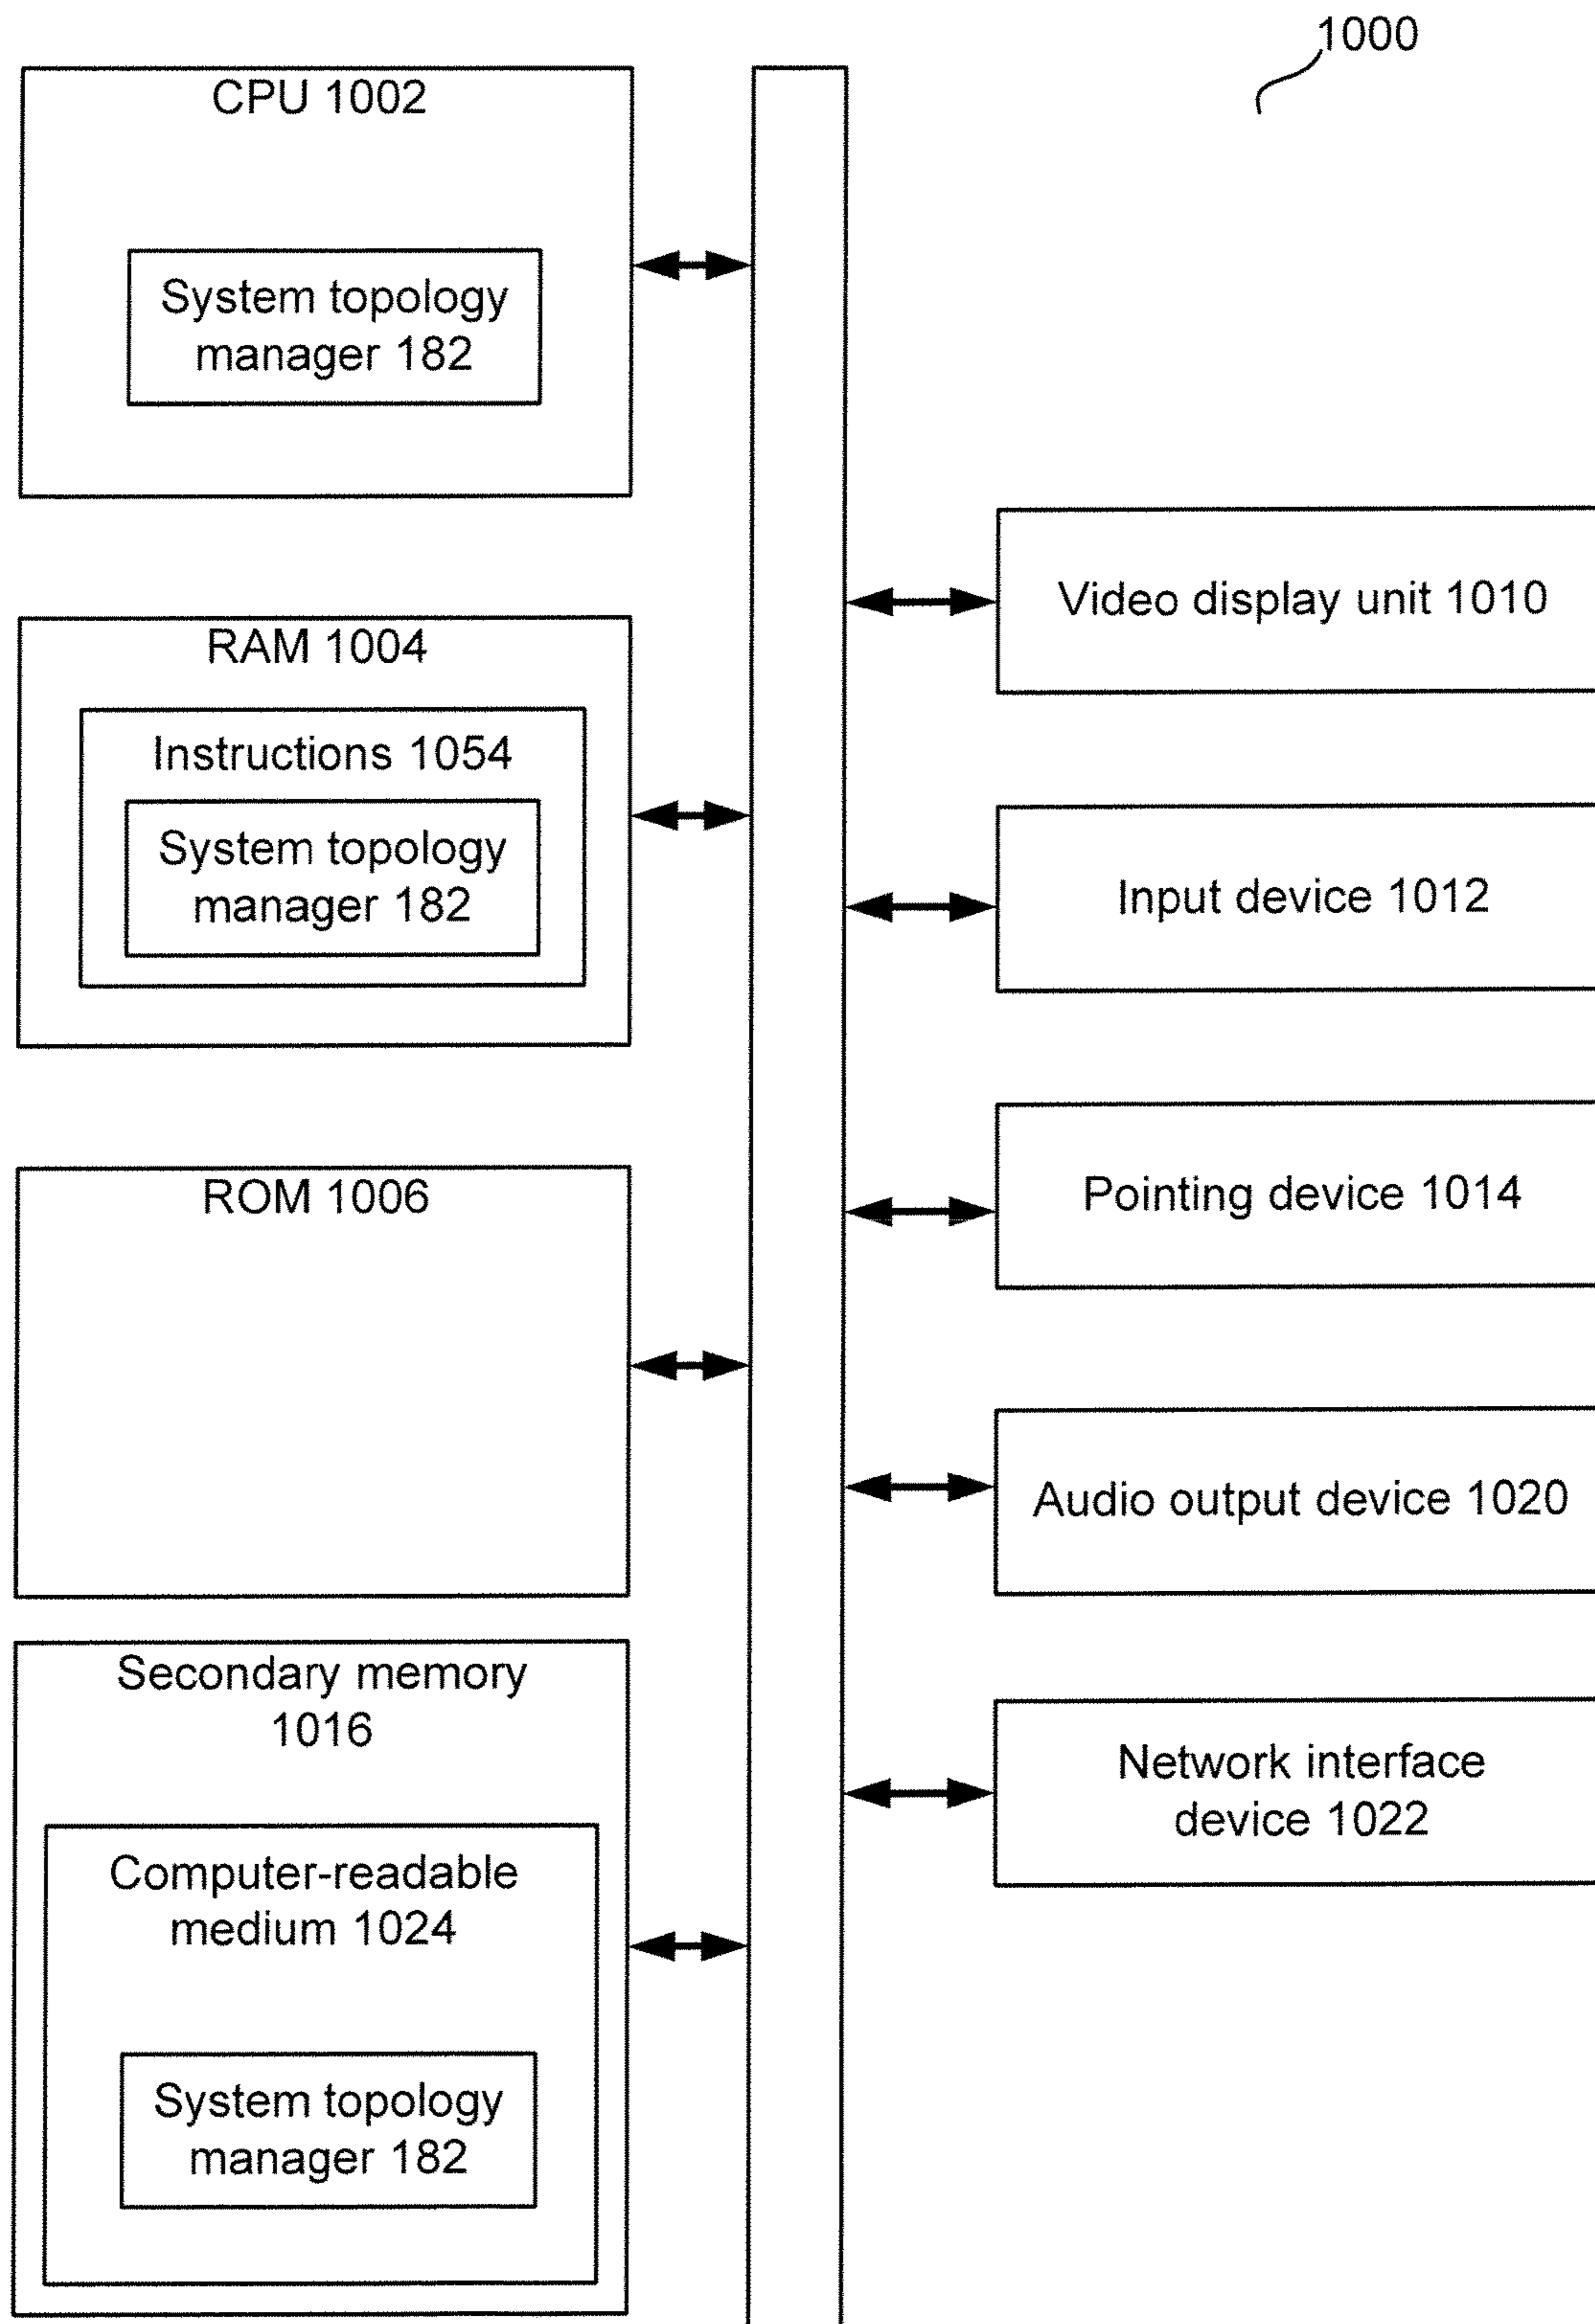 1000
CPU 1002
System topology
manager 182
RAM 1004
Instructions 1054
System topology
manager 182
ROM 1006
Secondary memory
1016
Computer-readable
medium 1024
System topology
manager 182
Video display unit 1010
Input device 1012
Pointing device 1014
Audio output device 1020
Network interface
device 1022